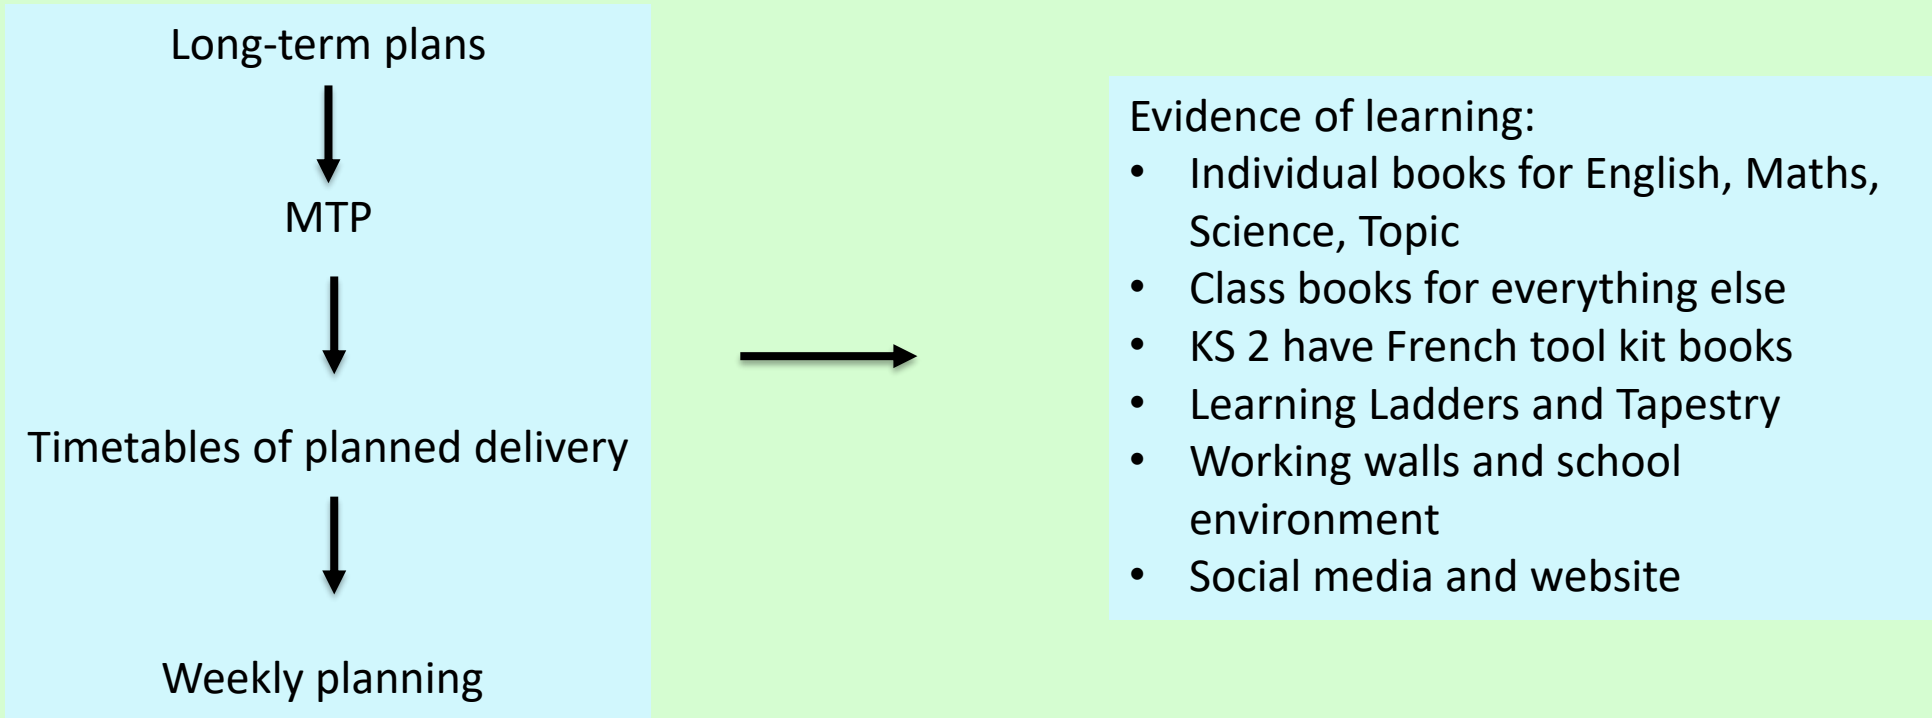 Long-term plans
MTP
Timetables of planned delivery
Weekly planning
Evidence of learning:
• Individual books for English, Maths,
Science, Topic
• Class books for everything else
• KS 2 have French tool kit books
• Learning Ladders and Tapestry
• Working walls and school
environment
• Social media and website